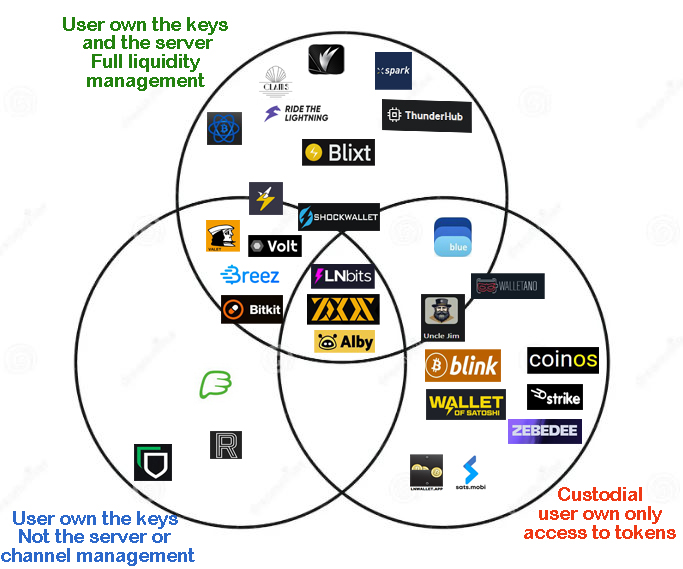 User own the keys
and the server
Full liquidity
management
spark
CLAMS
RIDE THE
LIGHTNING
ThunderHub
Blixt
SHOCKWALLET
VALET
Volt
blue
Breez
LNbits
WALLETANO
Bitkit
Uncle Jim
Alby
blink
coinos
WALLET
OF SATOSHI
strike
ZEBEDEE
R
LNWALLET.APP
sats.mobi
User own the keys
Not the server or
channel management
Custodial
user own only
access to tokens